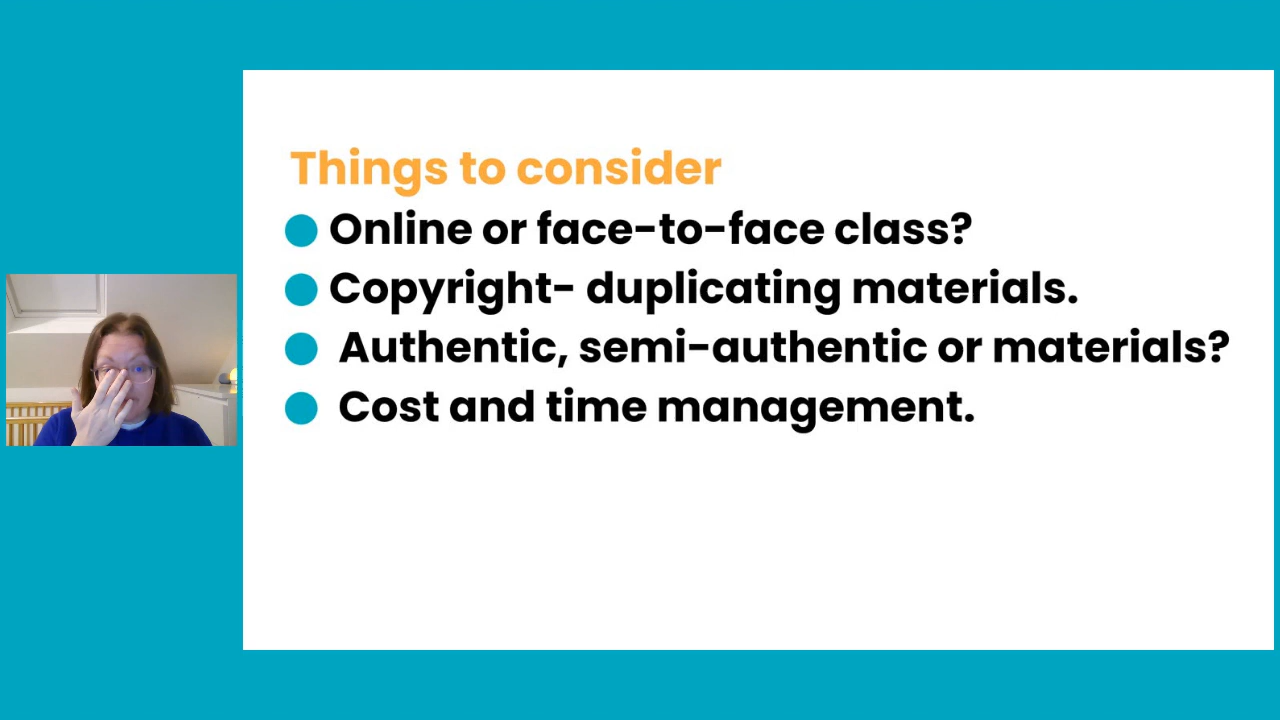 Things to consider
Online or face-to-face class?
Copyright- duplicating materials.
Authentic, semi-authentic or materials?
Cost and time management.